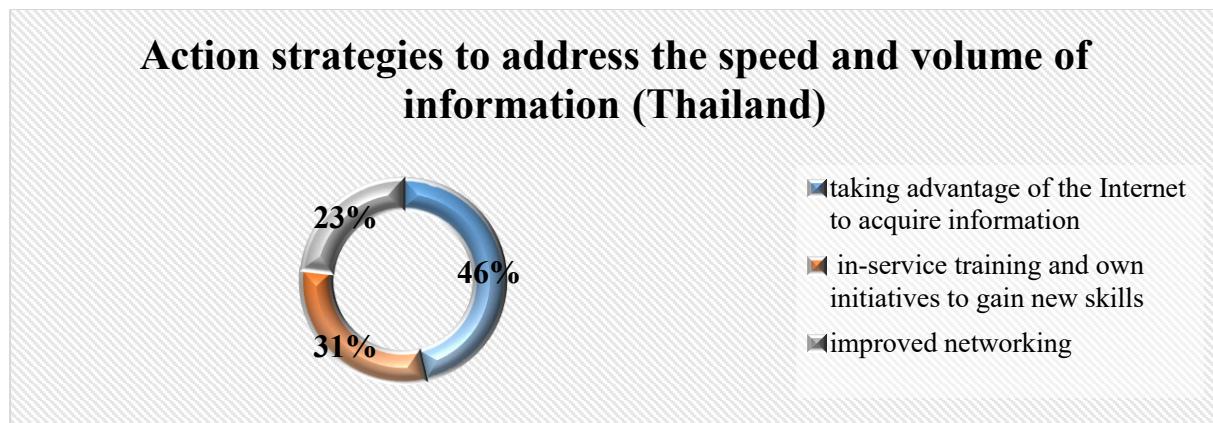 Action strategies to address the speed and volume of
information (Thailand)
23%
46%
31%
taking advantage of the Internet
to acquire information
in-service training and own
initiatives to gain new skills
improved networking